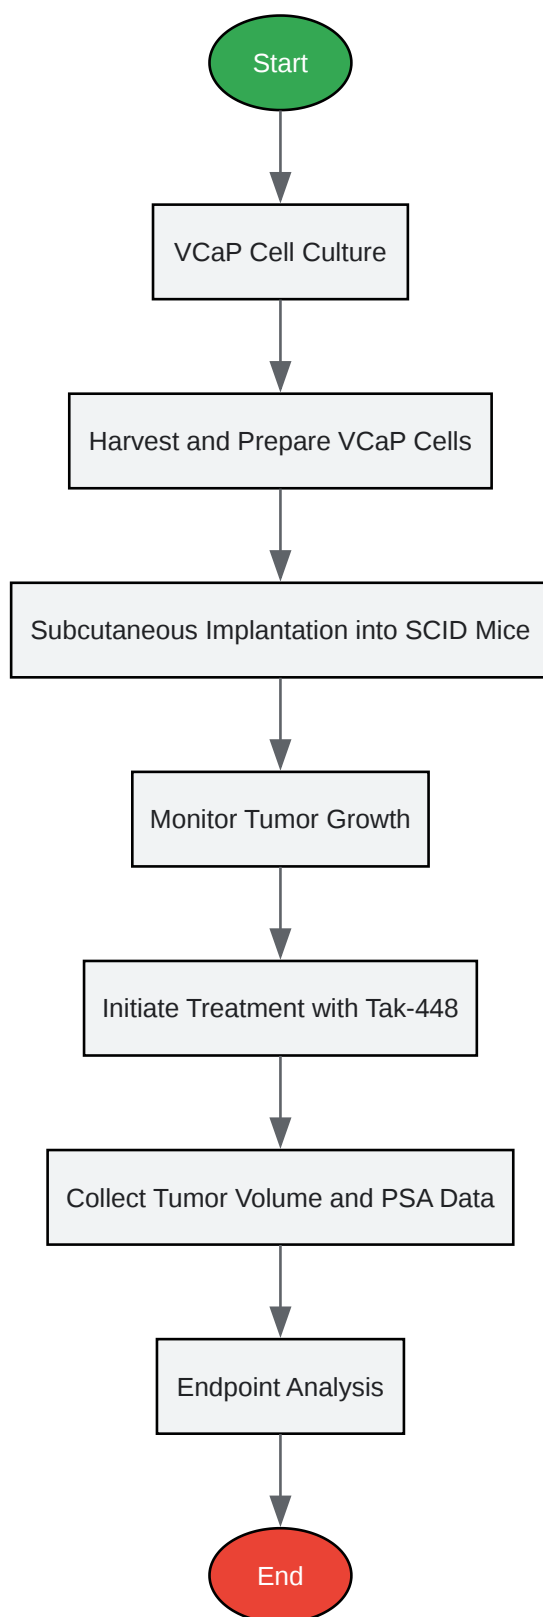 Start
VCaP Cell Culture
Harvest and Prepare VCaP Cells
Subcutaneous Implantation into SCID Mice
Monitor Tumor Growth
Initiate Treatment with Tak-448
Collect Tumor Volume and PSA Data
Endpoint Analysis
End